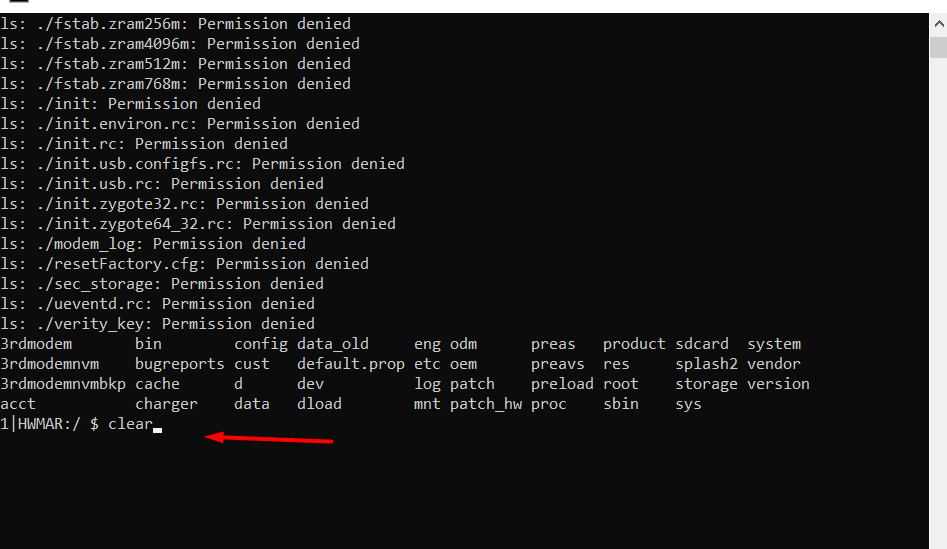 ls: ./fstab.zram256m: Permission denied
ls: ./fstab.zram4096m: Permission denied
ls: ./fstab.zram512m: Permission denied
ls: ./fstab.zram768m: Permission denied
ls: ./init: Permission denied
ls: ./init.environ.rc: Permission denied
ls: ./init.rc: Permission denied
ls: ./init.usb.configfs.rc: Permission denied
ls: ./init.usb.rc: Permission denied
ls: ./init.zygote32.rc: Permission denied
ls: ./init.zygote64_32.rc: Permission denied
ls: ./modem_log: Permission denied
ls: ./resetFactory.cfg: Permission denied
ls: ./sec_storage: Permission denied
ls: ./ueventd.rc: Permission denied
ls: ./verity_key: Permission denied
3rdmodem       bin        config data_old     eng odm      preas   product sdcard  system
3rdmodemnvm    bugreports cust   default.prop etc oem      preavs  res     splash2 vendor
3rdmodemnvmbkp cache      d      dev          log patch    preload root    storage version
acct           charger    data   dload        mnt patch_hw proc    sbin    sys
1|HWMAR:/ $ clear